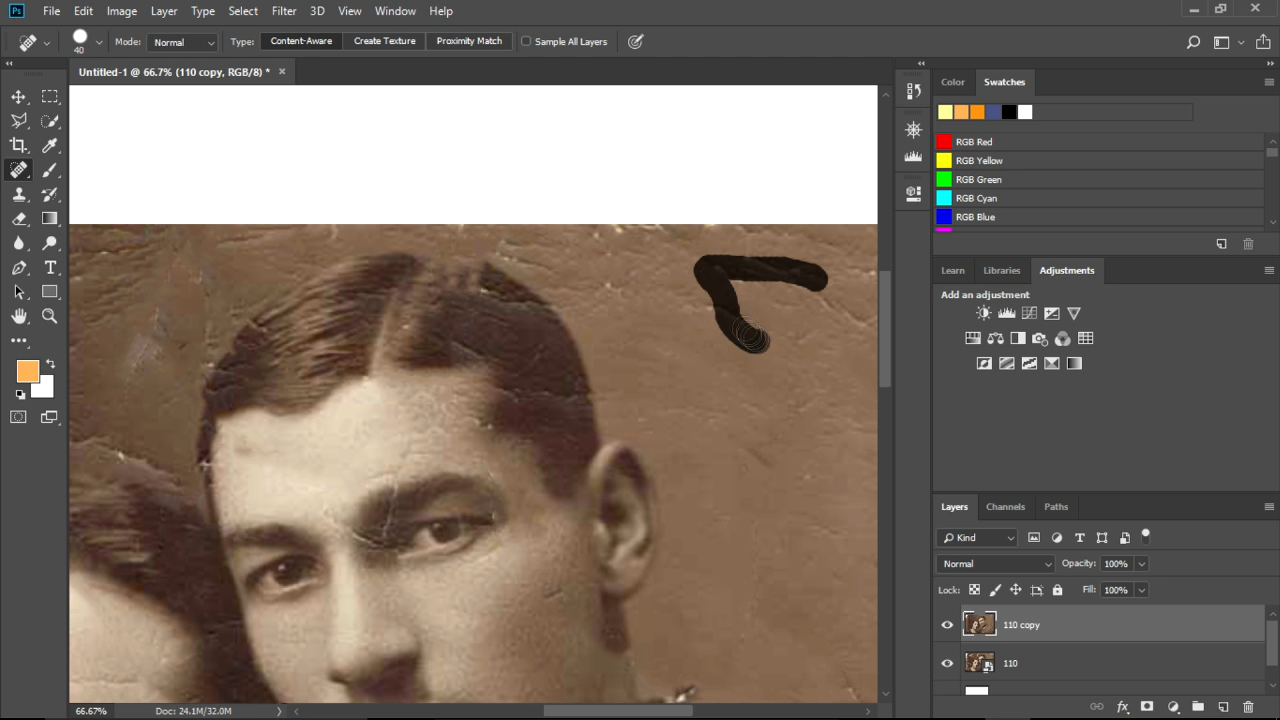 Ps File Edit Image Layer Type Select Filter 3D View Window Help
40 Mode: Normal Type: Content-Aware Create Texture Proximity Match Sample All Layers
Untitled-1 @ 66.7% (110 copy, RGB/8) *
Color Swatches
RGB Red
RGB Yellow
RGB Green
RGB Cyan
RGB Blue
Learn Libraries Adjustments
Add an adjustment
Layers Channels Paths
Kind
Normal Opacity: 100%
Lock: Fill: 100%
110 copy
110
66.67% Doc: 24.1M/32.0M